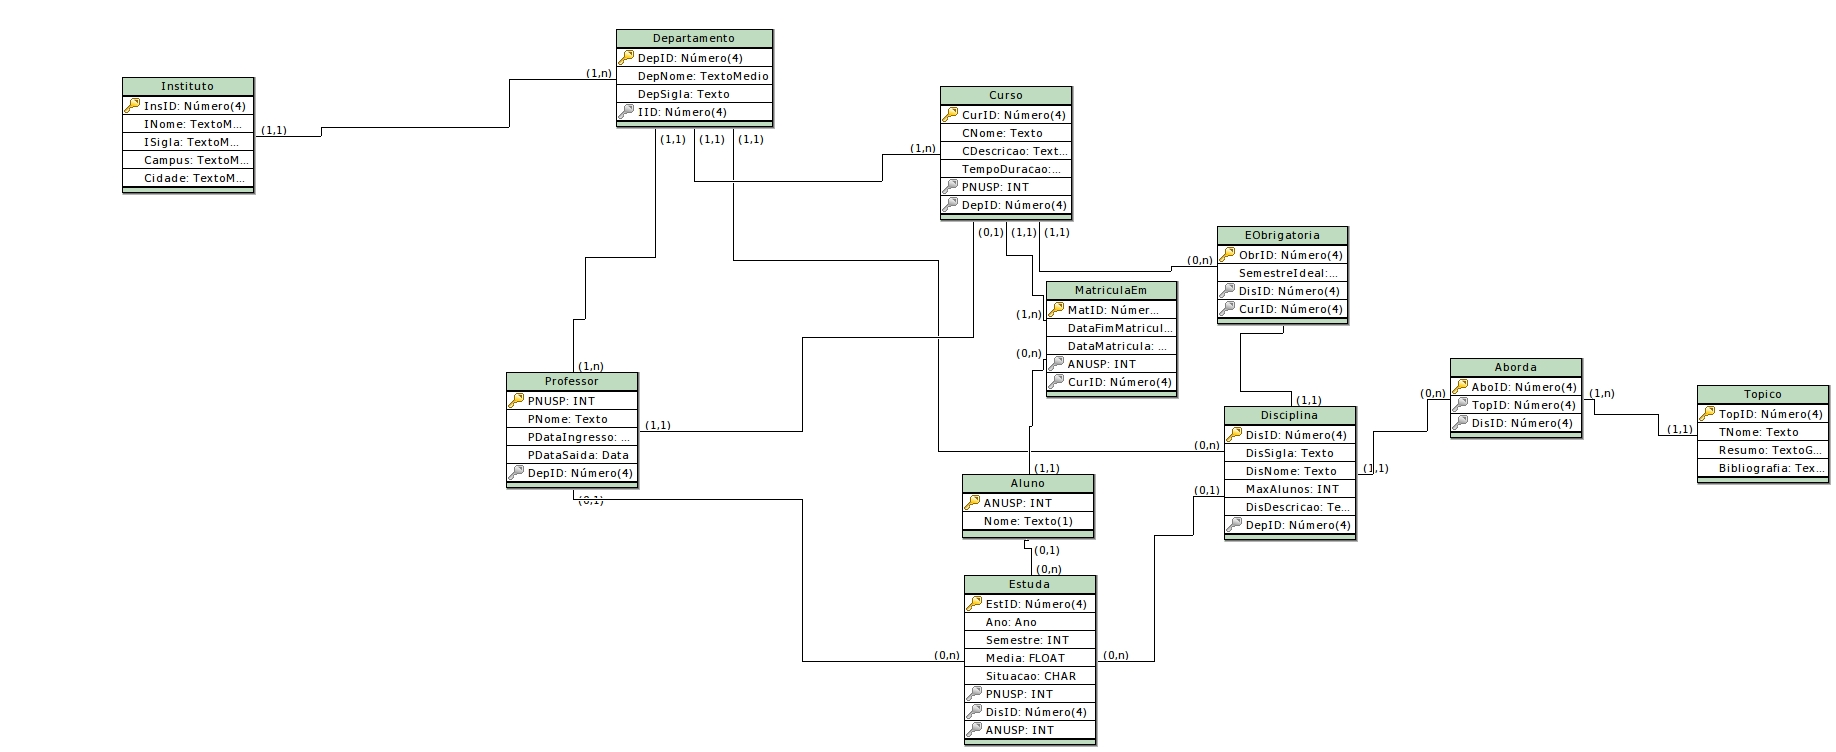 Instituto
InsID: Número(4)
INome: TextoM...
ISigla: TextoM...
Campus: TextoM...
Cidade: TextoM...
(1,1)
(1,n)
Departamento
DepID: Número(4)
DepNome: TextoMedio
DepSigla: Texto
IID: Número(4)
(1,1)
(1,1)
(1,1)
(1,n)
Curso
CurID: Número(4)
CNome: Texto
CDescricao: Text...
TempoDuracao:...
PNUSP: INT
DepID: Número(4)
(0,1)
(1,1)
(1,1)
(0,n)
EObrigatoria
ObrID: Número(4)
SemestreIdeal:...
DisID: Número(4)
CurID: Número(4)
MatriculaEm
MatID: Númer...
DataFimMatricul...
DataMatricula: ...
ANUSP: INT
CurID: Número(4)
(1,n)
(0,n)
(1,n)
Professor
PNUSP: INT
PNome: Texto
PDataIngresso: ...
PDataSaida: Data
DepID: Número(4)
(1,1)
(0,1)
(1,1)
Disciplina
DisID: Número(4)
DisSigla: Texto
DisNome: Texto
MaxAlunos: INT
DisDescricao: Te...
DepID: Número(4)
(0,n)
(0,1)
(1,1)
(0,n)
Aborda
AboID: Número(4)
TopID: Número(4)
DisID: Número(4)
(1,n)
(1,1)
Topico
TopID: Número(4)
TNome: Texto
Resumo: TextoG...
Bibliografia: Tex...
(1,1)
Aluno
ANUSP: INT
Nome: Texto(1)
(0,1)
(0,n)
Estuda
EstID: Número(4)
Ano: Ano
Semestre: INT
Media: FLOAT
Situacao: CHAR
PNUSP: INT
DisID: Número(4)
ANUSP: INT
(0,n)
(0,n)